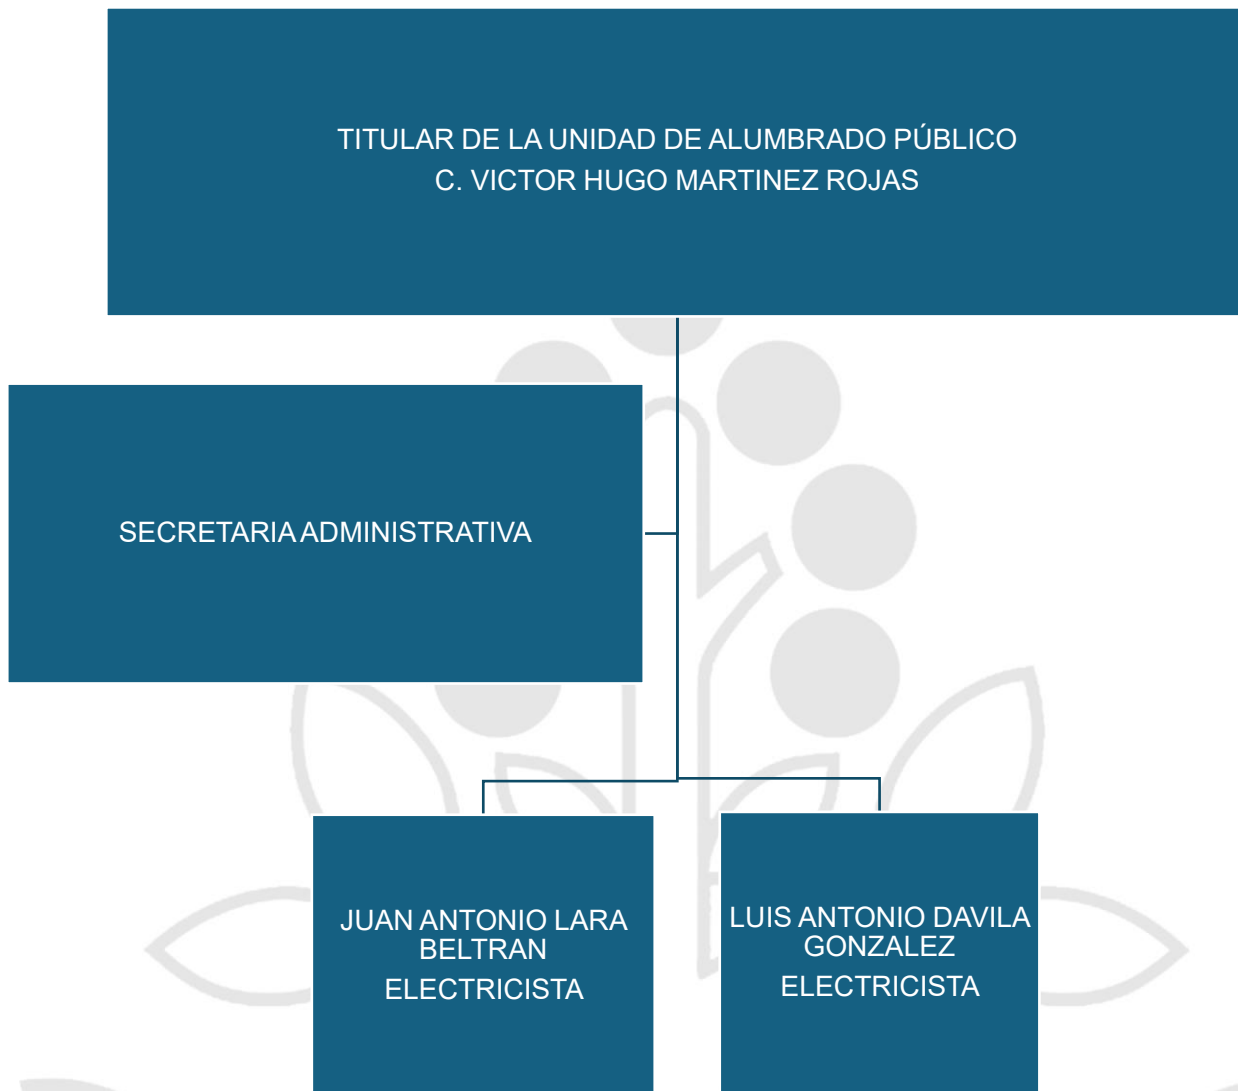 TITULAR DE LA UNIDAD DE ALUMBRADO PÚBLICO
C. VICTOR HUGO MARTINEZ ROJAS
SECRETARIA ADMINISTRATIVA
JUAN ANTONIO LARA
BELTRAN
ELECTRICISTA
LUIS ANTONIO DAVILA
GONZALEZ
ELECTRICISTA